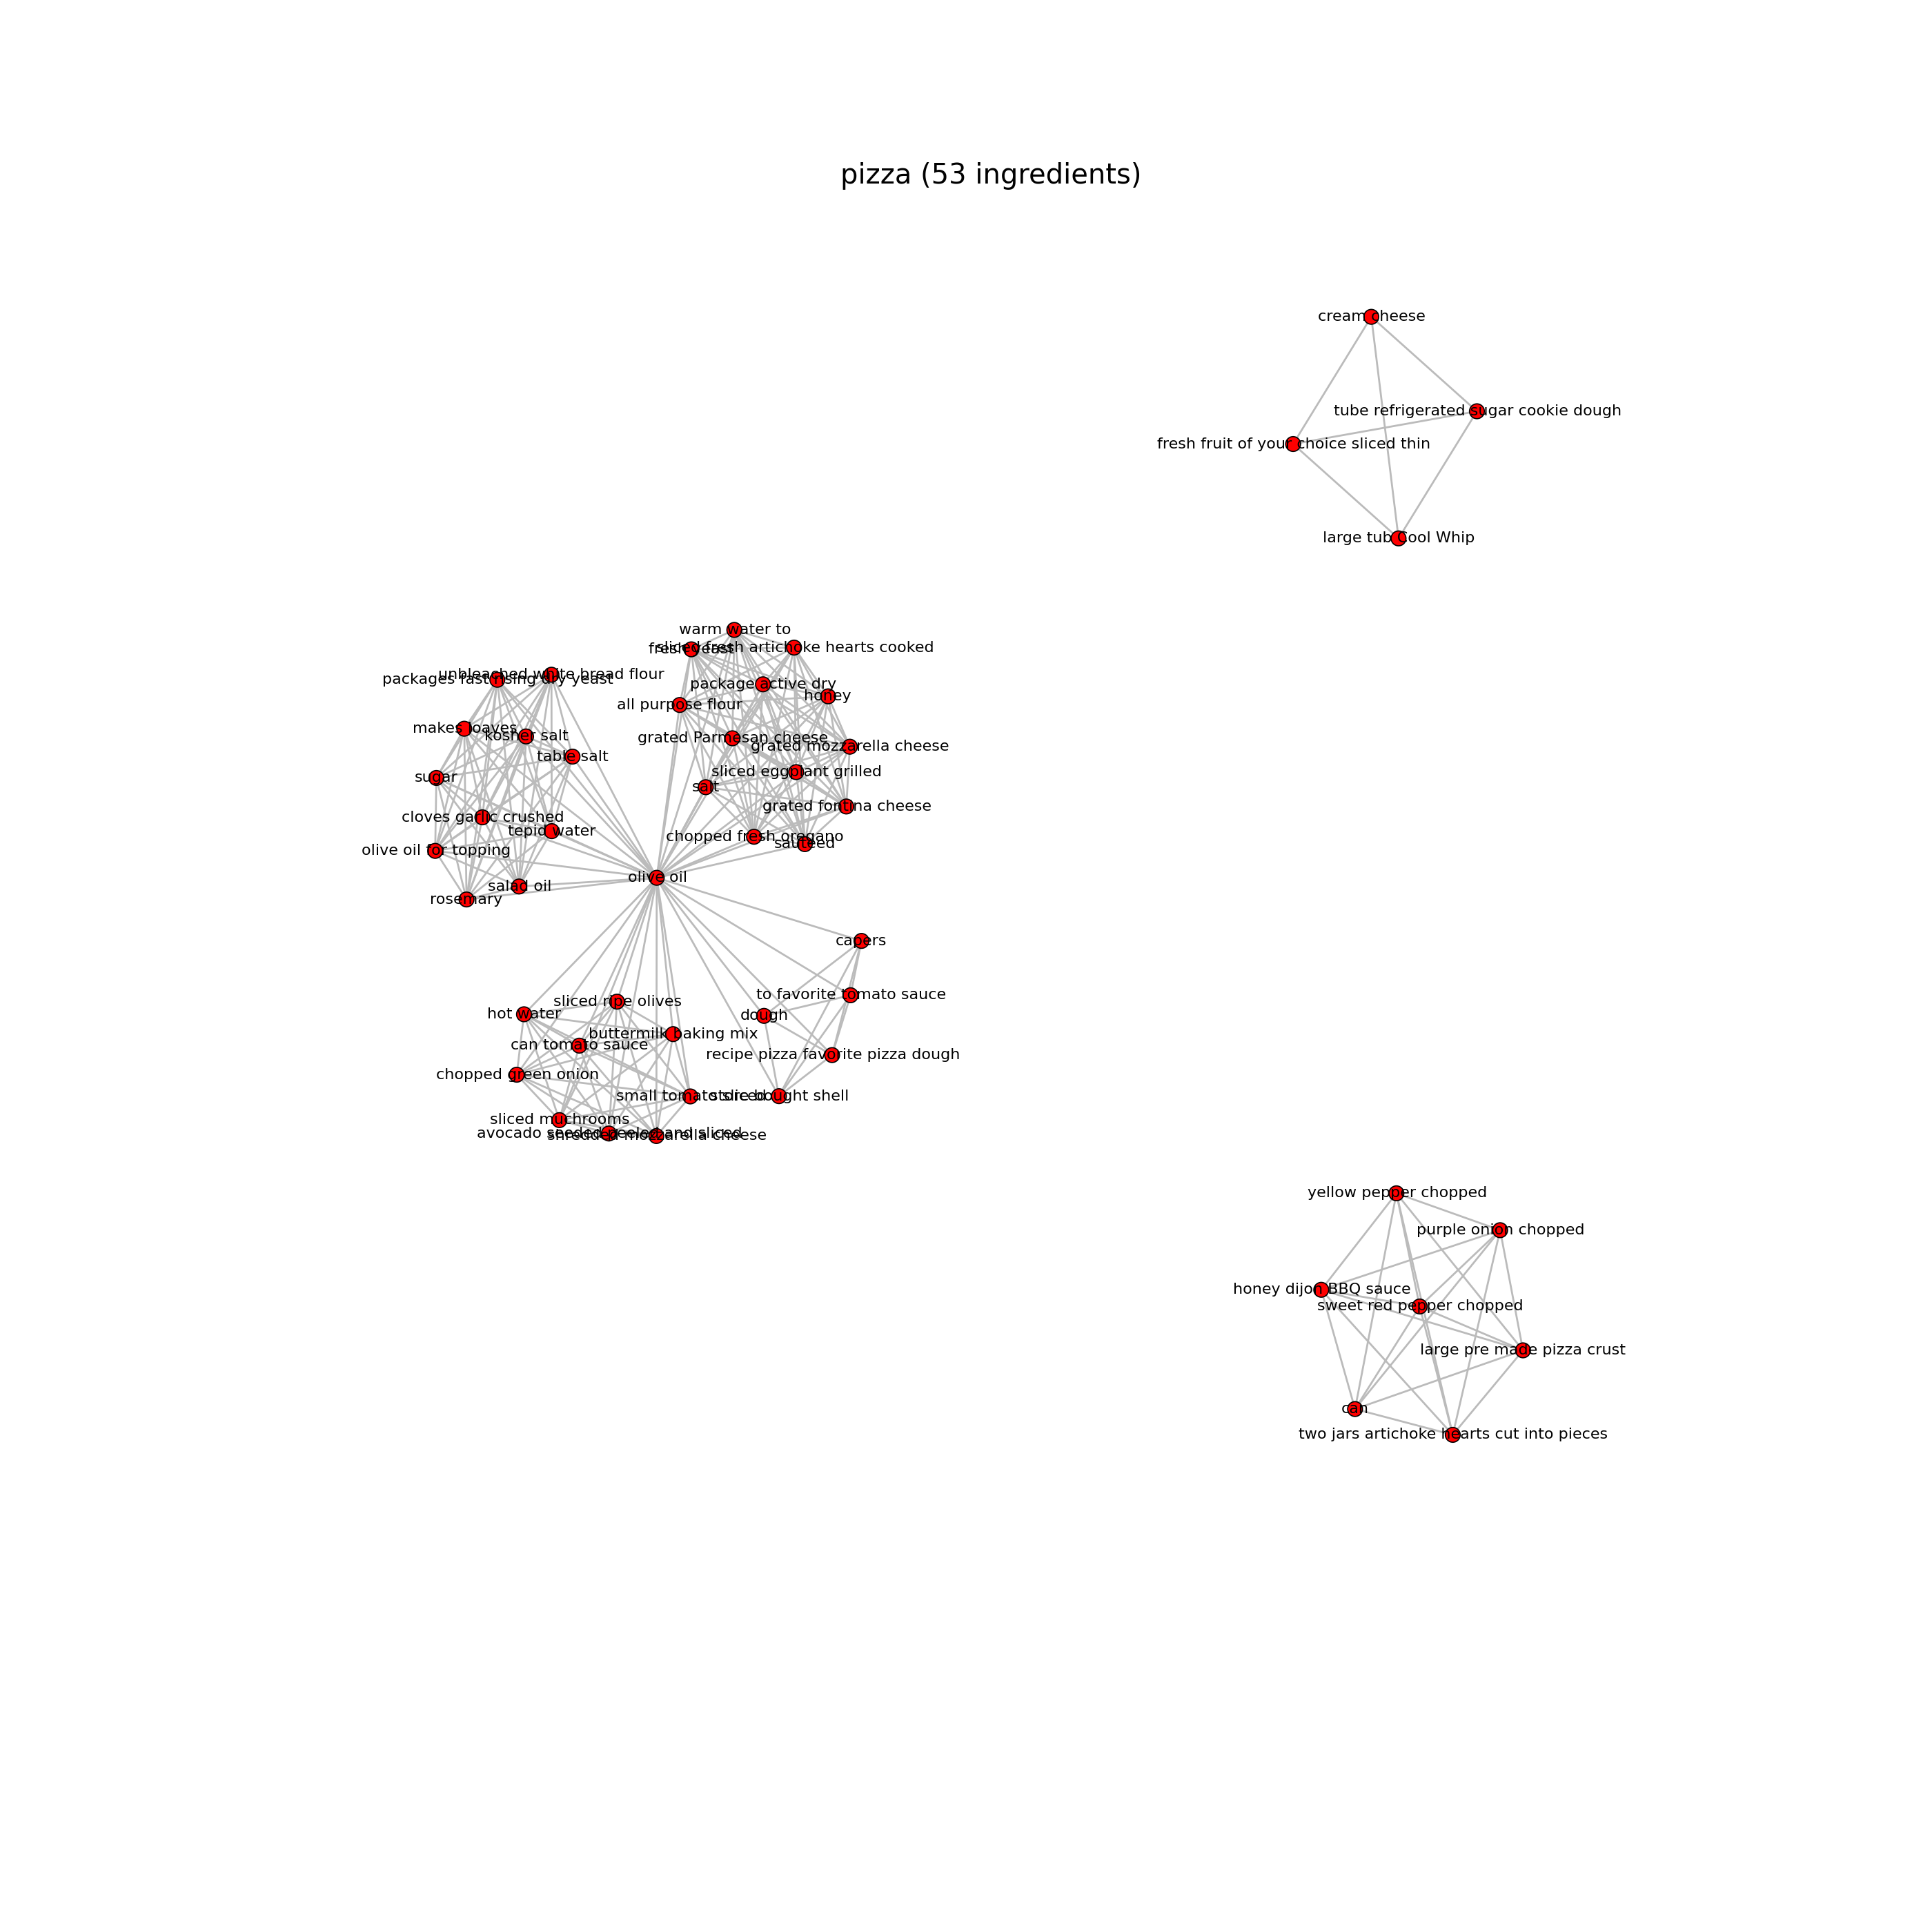 pizza (53 ingredients)
cream cheese
tube refrigerated sugar cookie dough
fresh fruit of your choice sliced thin
large tub Cool Whip
warm water to
sliced fresh artichoke hearts cooked
fresh yeast
unbleached white bread flour
packages fast rising dry yeast
package active dry
honey
all purpose flour
makes loaves
kosher salt
grated Parmesan cheese
grated mozzarella cheese
table salt
sliced eggplant grilled
sugar
salt
grated fontina cheese
cloves garlic crushed
tepid water
chopped fresh oregano
sauteed
olive oil for topping
olive oil
salad oil
rosemary
capers
to favorite tomato sauce
sliced ripe olives
hot water
dough
buttermilk baking mix
can tomato sauce
recipe pizza favorite pizza dough
chopped green onion
small tomato sliced
store bought shell
sliced muchrooms
avocado seeded peeled and sliced
shredded mozzarella cheese
yellow pepper chopped
purple onion chopped
honey dijon BBQ sauce
sweet red pepper chopped
large pre made pizza crust
can
two jars artichoke hearts cut into pieces